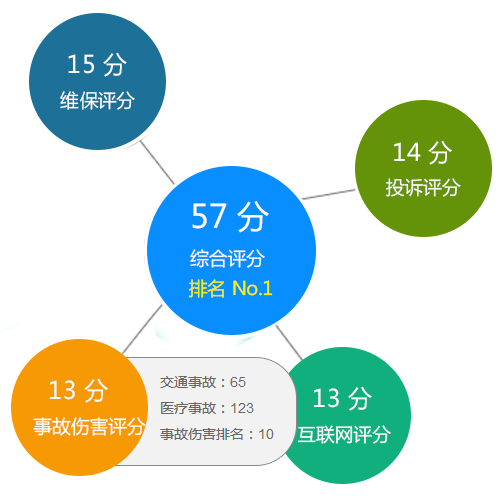 15 分
维保评分
14 分
投诉评分
57 分
综合评分
排名 No.1
13 分
事故伤害评分
交通事故：65
医疗事故：123
事故伤害排名：10
13 分
互联网评分